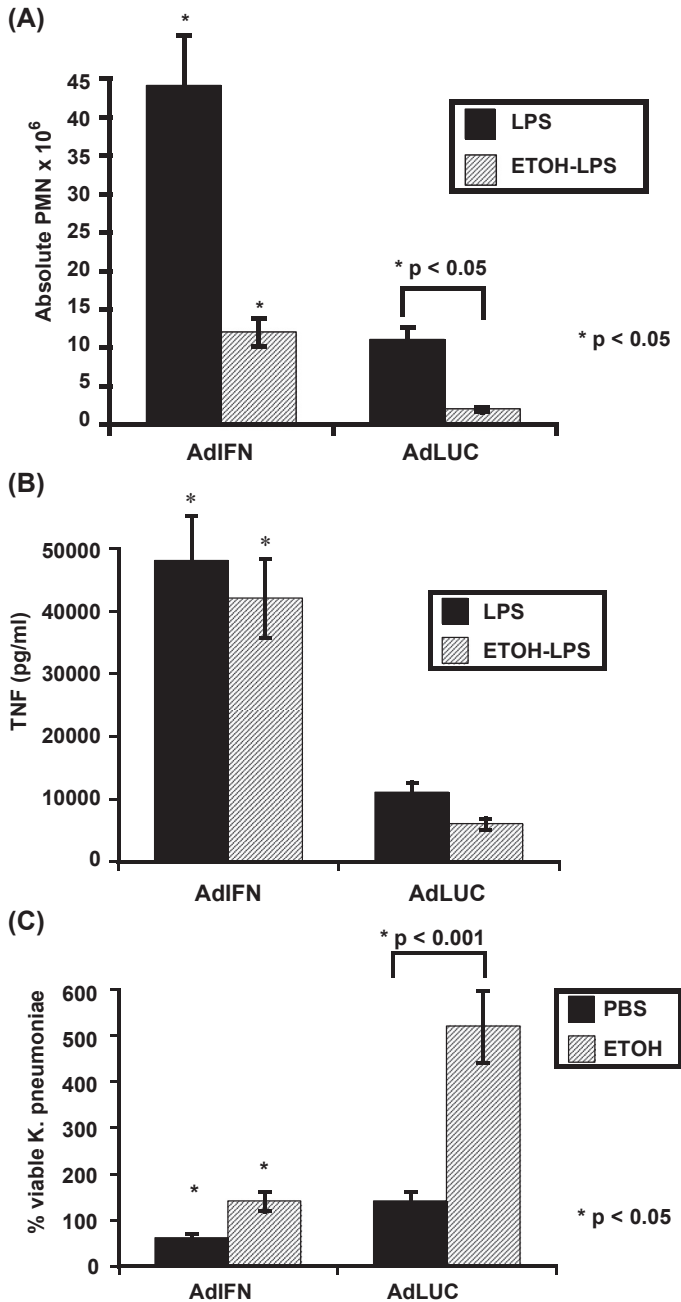 (A)
*
45
40
35
30
25
20
15
10
5
0
Absolute PMN x 10⁶
LPS
ETOH-LPS
*
* p < 0.05
* p < 0.05
AdIFN
AdLUC
(B)
*
*
50000
40000
30000
20000
10000
0
TNF (pg/ml)
LPS
ETOH-LPS
AdIFN
AdLUC
(C)
* p < 0.001
600
500
400
300
200
100
0
% viable K. pneumoniae
PBS
ETOH
*
*
* p < 0.05
AdIFN
AdLUC